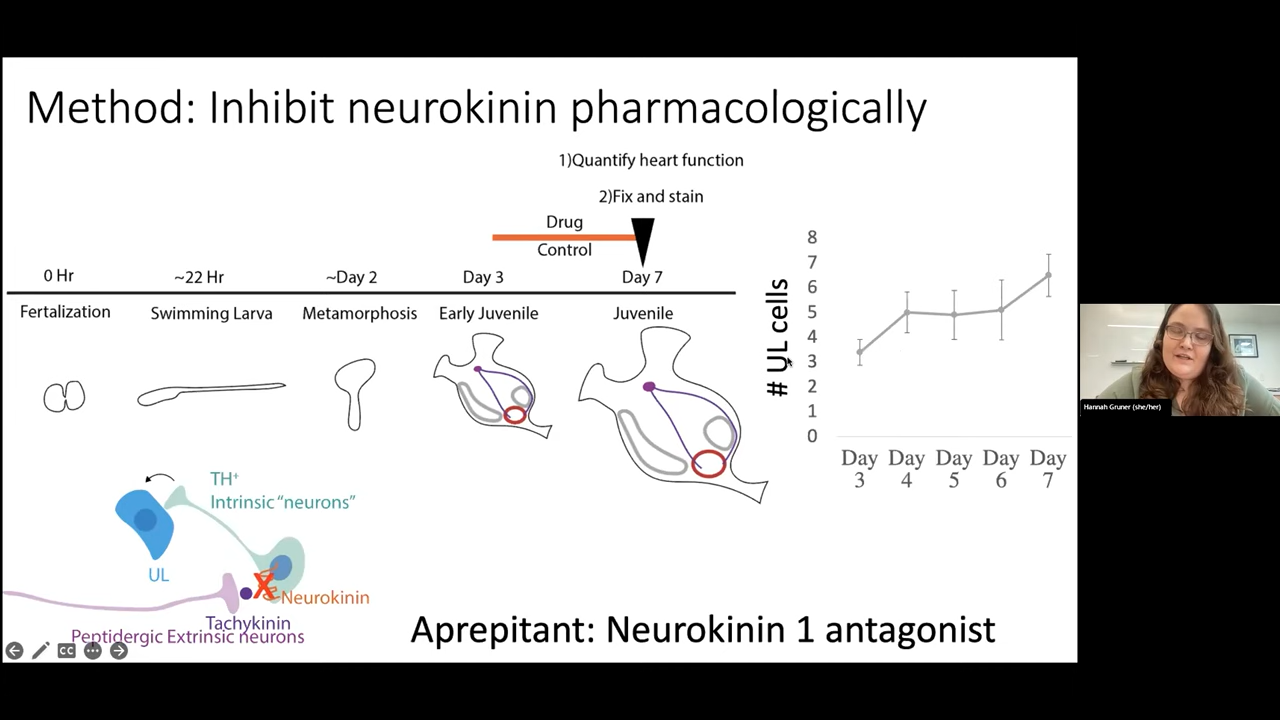 Method: Inhibit neurokinin pharmacologically
1)Quantify heart function
2)Fix and stain
Drug
Control
0 Hr
~22 Hr
~Day 2
Day 3
Day 7
Fertalization
Swimming Larva
Metamorphosis
Early Juvenile
Juvenile
# UL cells
8
7
6
5
4
3
2
1
0
Day 3
Day 4
Day 5
Day 6
Day 7
TH+
Intrinsic "neurons"
UL
Neurokinin
Tachykinin
Peptidergic Extrinsic neurons
Aprepitant: Neurokinin 1 antagonist
CC
Hannah Gruner (she/her)